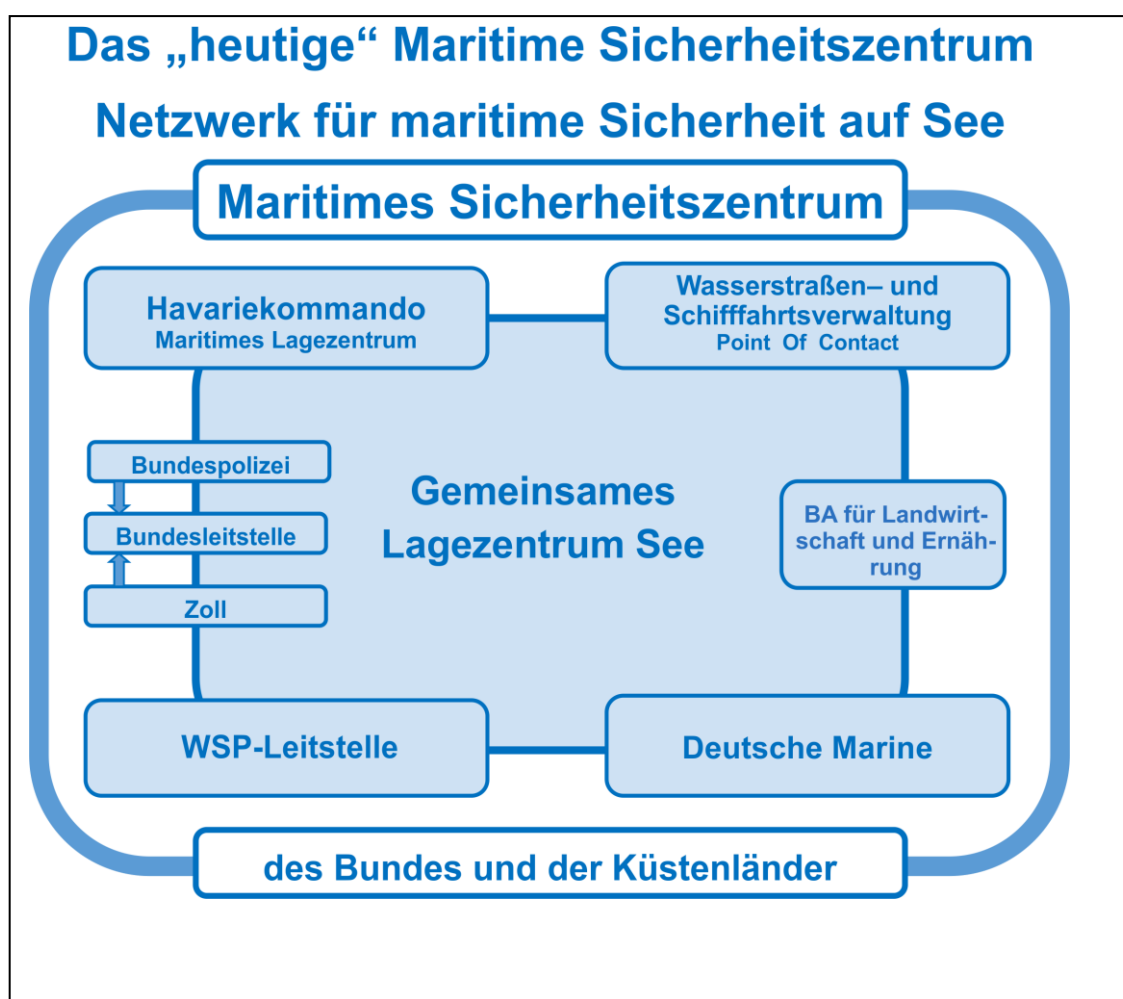 Das „heutige“ Maritime Sicherheitszentrum
Netzwerk für maritime Sicherheit auf See
Maritimes Sicherheitszentrum
Havariekommando
Maritimes Lagezentrum
Wasserstraßen– und
Schifffahrtsverwaltung
Point Of Contact
Bundespolizei
Bundesleitstelle
Zoll
Gemeinsames
Lagezentrum See
BA für Landwirt-
schaft und Ernäh-
rung
WSP-Leitstelle
Deutsche Marine
des Bundes und der Küstenländer